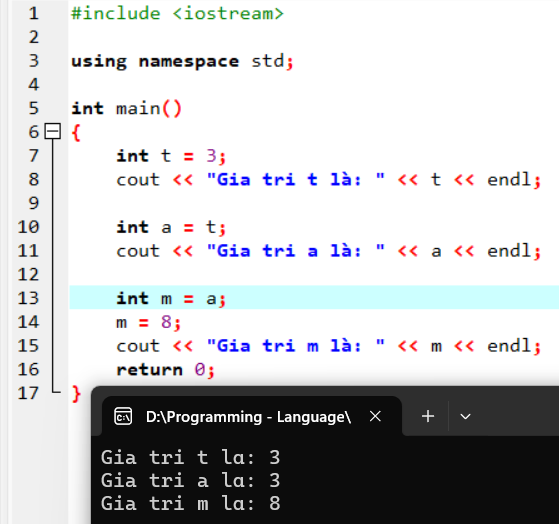 1 #include <iostream>
2
3 using namespace std;
4
5 int main()
6 {
7 int t = 3;
8 cout << "Gia tri t là: " << t << endl;
9
10 int a = t;
11 cout << "Gia tri a là: " << a << endl;
12
13 int m = a;
14 m = 8;
15 cout << "Gia tri m là: " << m << endl;
16 return 0;
17 }
D:\Programming - Language\
Gia tri t lɑ: 3
Gia tri a lɑ: 3
Gia tri m lɑ: 8